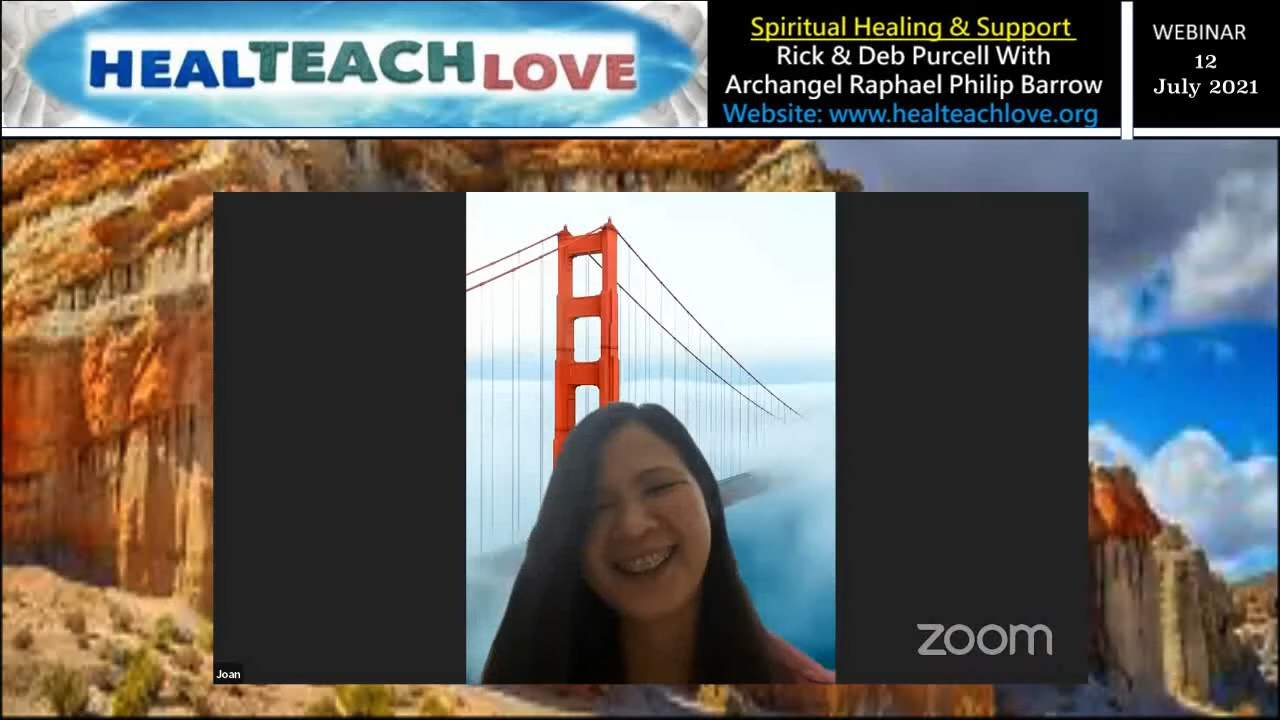 HEALTEACHLOVE
Spiritual Healing & Support
Rick & Deb Purcell With
Archangel Raphael Philip Barrow
Website: www.healteachlove.org
WEBINAR
12
July 2021
zoom
Joan